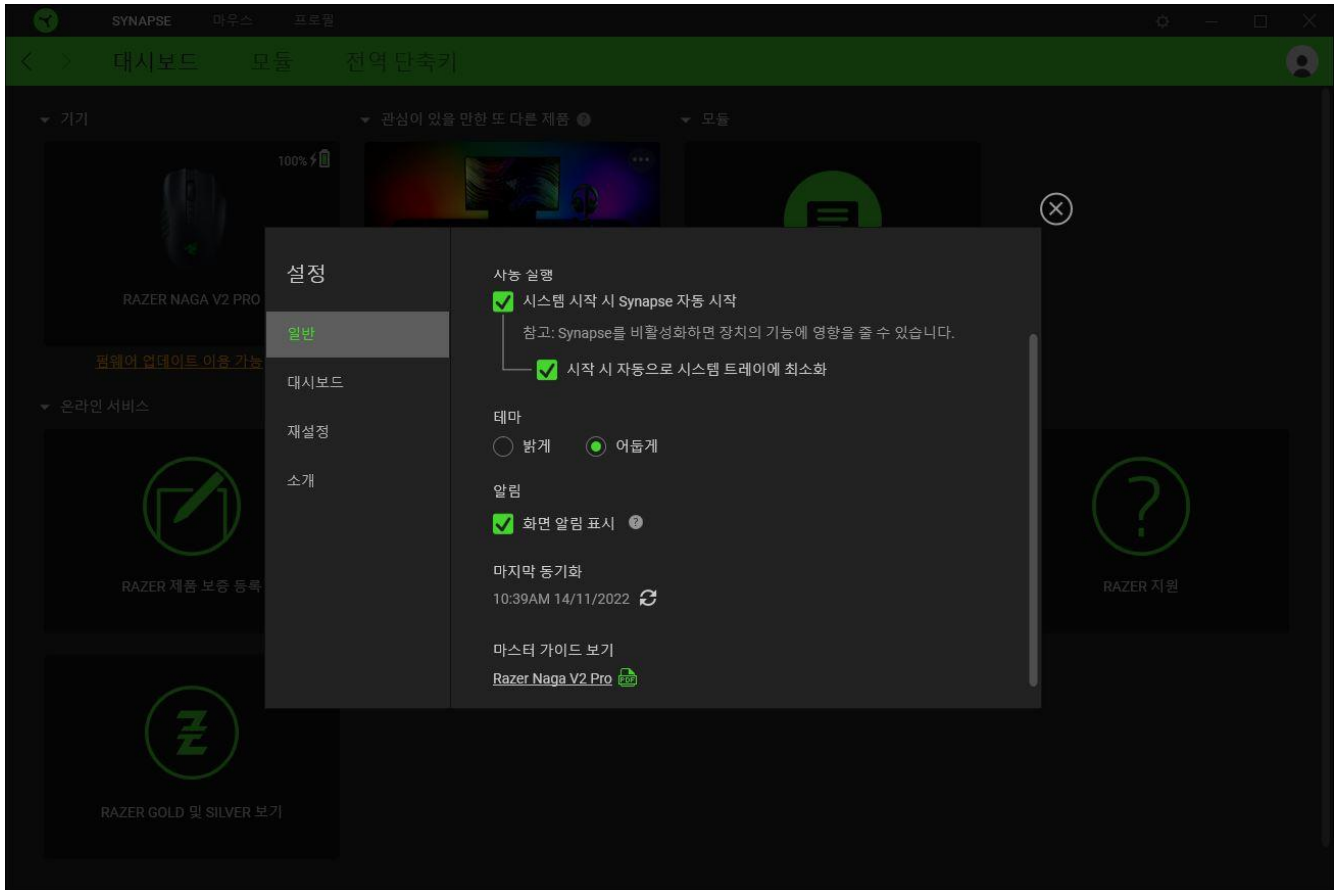 SYNAPSE 마우스 프로필
대시보드 모듈 전역 단축키
기기
관심이 있을 만한 또 다른 제품
모듈
100%
RAZER NAGA V2 PRO
펌웨어 업데이트 이용 가능
온라인 서비스
RAZER 제품 보증 등록
RAZER 지원
RAZER GOLD 및 SILVER 보기
설정
일반
대시보드
재설정
소개
실행
시스템 시작 시 Synapse 자동 시작
참고: Synapse를 비활성화하면 장치의 기능에 영향을 줄 수 있습니다.
시작 시 자동으로 시스템 트레이에 최소화
테마
밝게 어둡게
알림
화면 알림 표시 ?
마지막 동기화
10:39AM 14/11/2022
마스터 가이드 보기
Razer Naga V2 Pro PDF